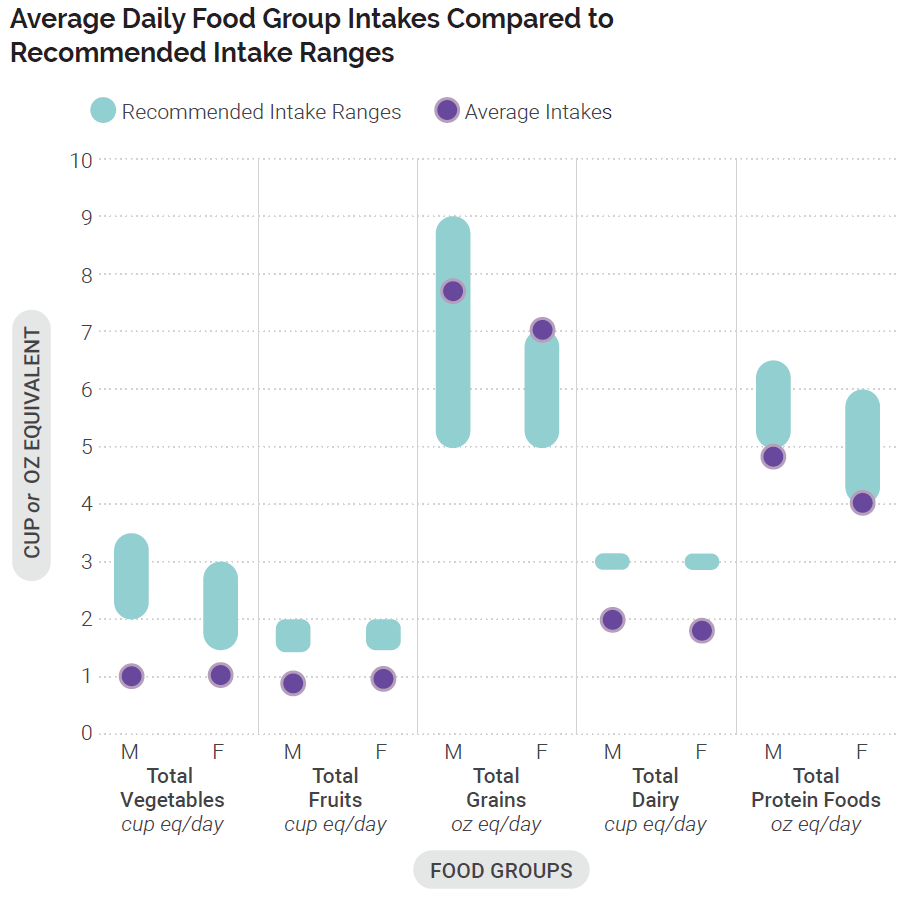 Average Daily Food Group Intakes Compared to
Recommended Intake Ranges
Recommended Intake Ranges
Average Intakes
10
9
8
7
6
5
4
3
2
1
0
CUP or OZ EQUIVALENT
M F M F M F M F M F
Total Total Total Total Total
Vegetables Fruits Grains Dairy Protein Foods
cup eq/day cup eq/day oz eq/day cup eq/day oz eq/day
FOOD GROUPS